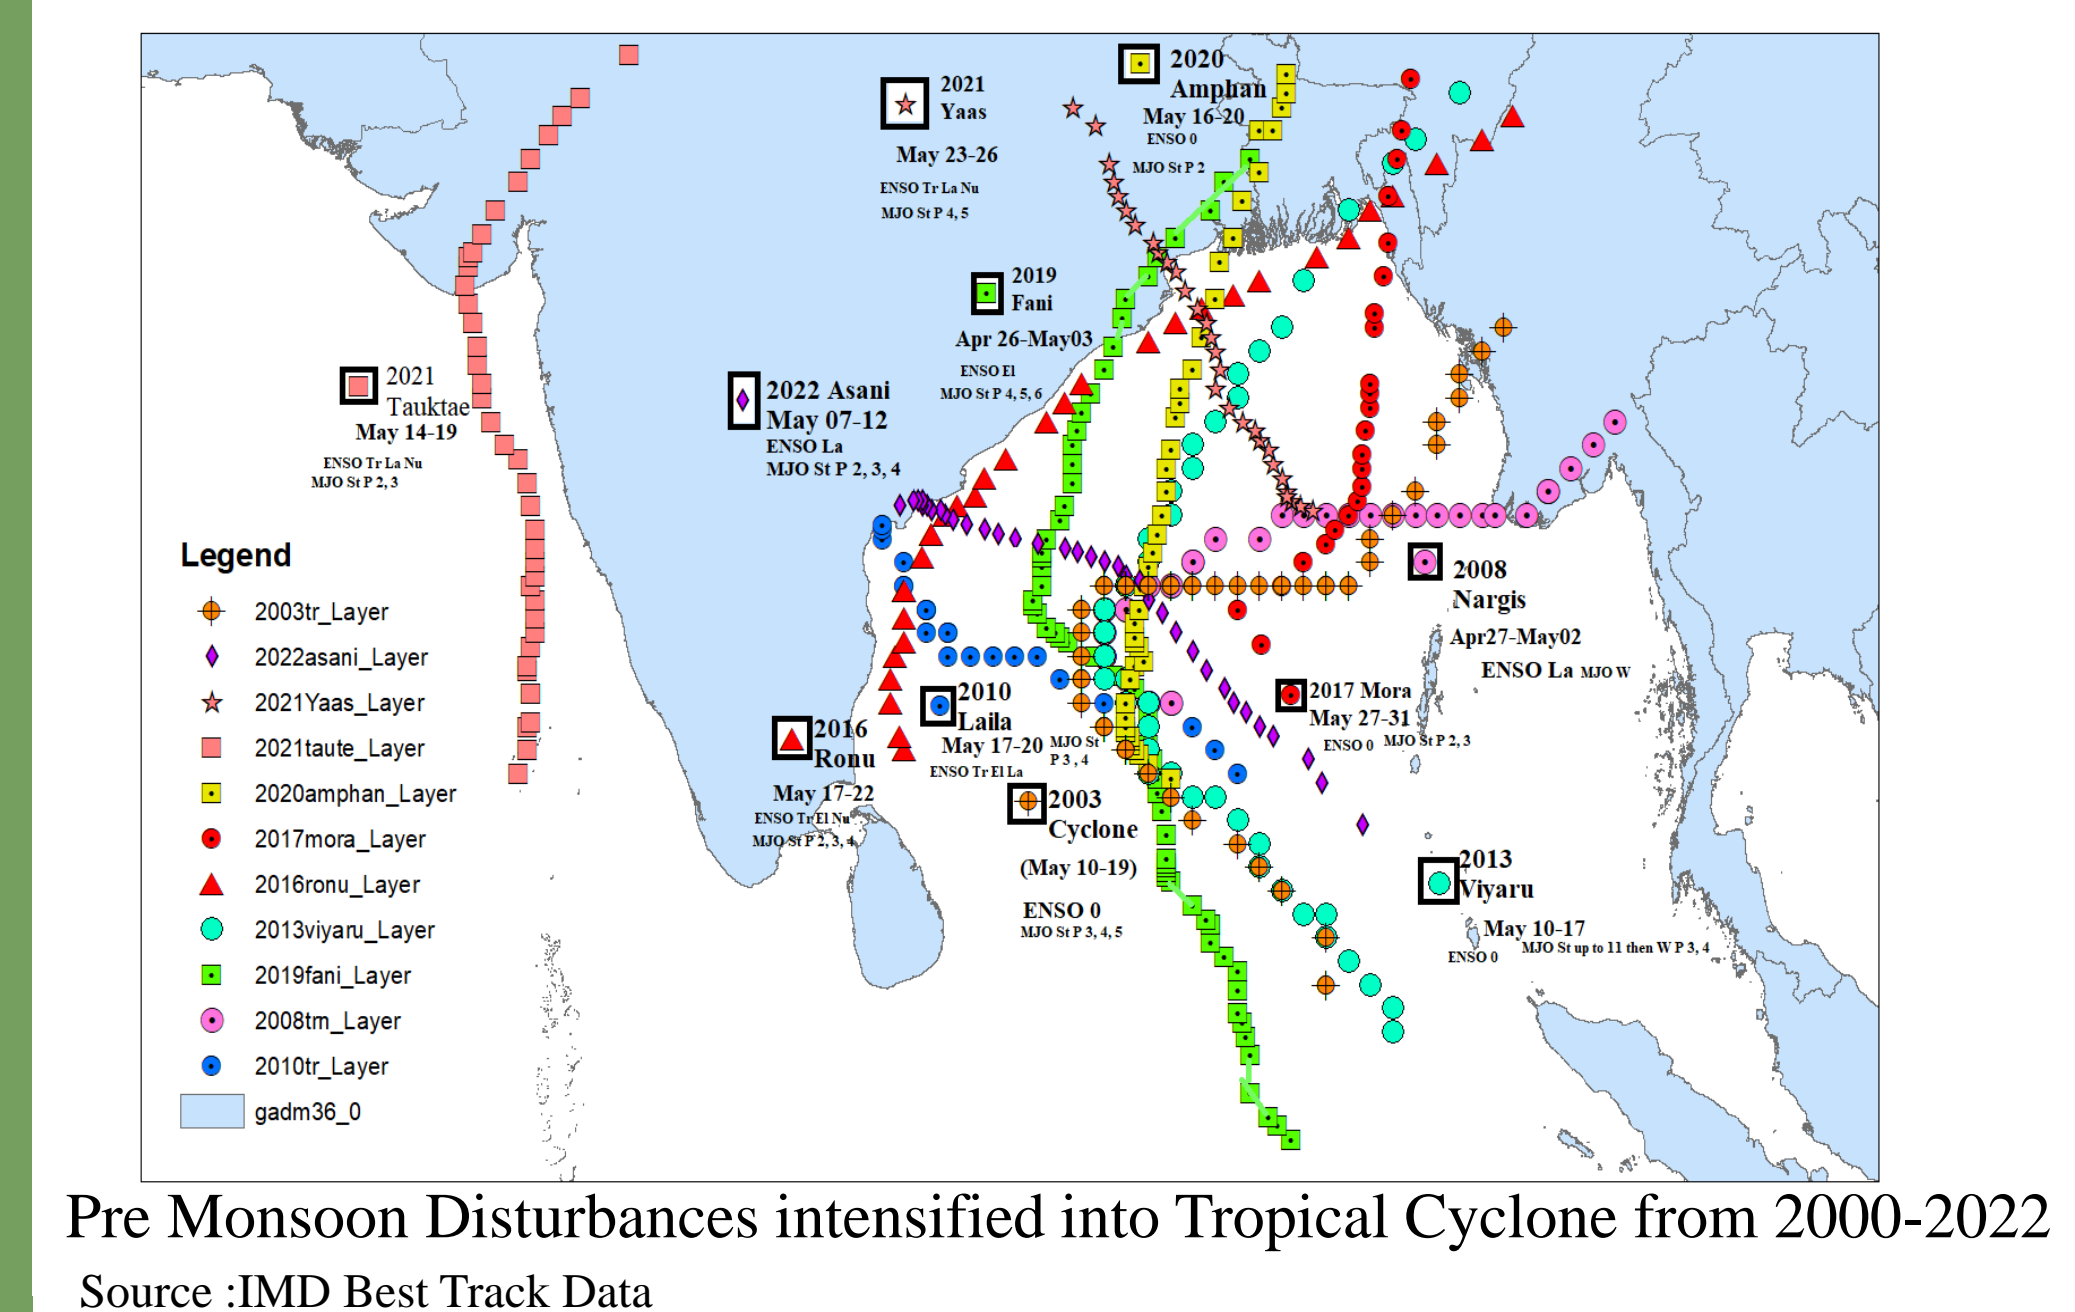 2020
Amphan
May 16-20
ENSO 0
MJO St P 2
2021
Yaas
May 23-26
ENSO Tr La Nu
MJO St P 4, 5
2019
Fani
Apr 26-May03
ENSO El
MJO St P 4, 5, 6
2021
Tauktae
May 14-19
ENSO Tr La Nu
MJO St P 2, 3
2022 Asani
May 07-12
ENSO La
MJO St P 2, 3, 4
2008
Nargis
Apr27-May02
ENSO La MJO W
2017 Mora
May 27-31
ENSO 0 MJO St P 2, 3
2010
Laila
May 17-20 MJO St
P 3 , 4
ENSO Tr El La
2016
Ronu
May 17-22
ENSO Tr El Nu
MJO St P 2, 3, 4
2003
Cyclone
(May 10-19)
ENSO 0
MJO St P 3, 4, 5
2013
Viyaru
May 10-17
MJO St up to 11 then W P 3, 4
ENSO 0
Legend
2003tr_Layer
2022asani_Layer
2021Yaas_Layer
2021taute_Layer
2020amphan_Layer
2017mora_Layer
2016ronu_Layer
2013viyaru_Layer
2019fani_Layer
2008tm_Layer
2010tr_Layer
gadm36_0
Pre Monsoon Disturbances intensified into Tropical Cyclone from 2000-2022
Source :IMD Best Track Data